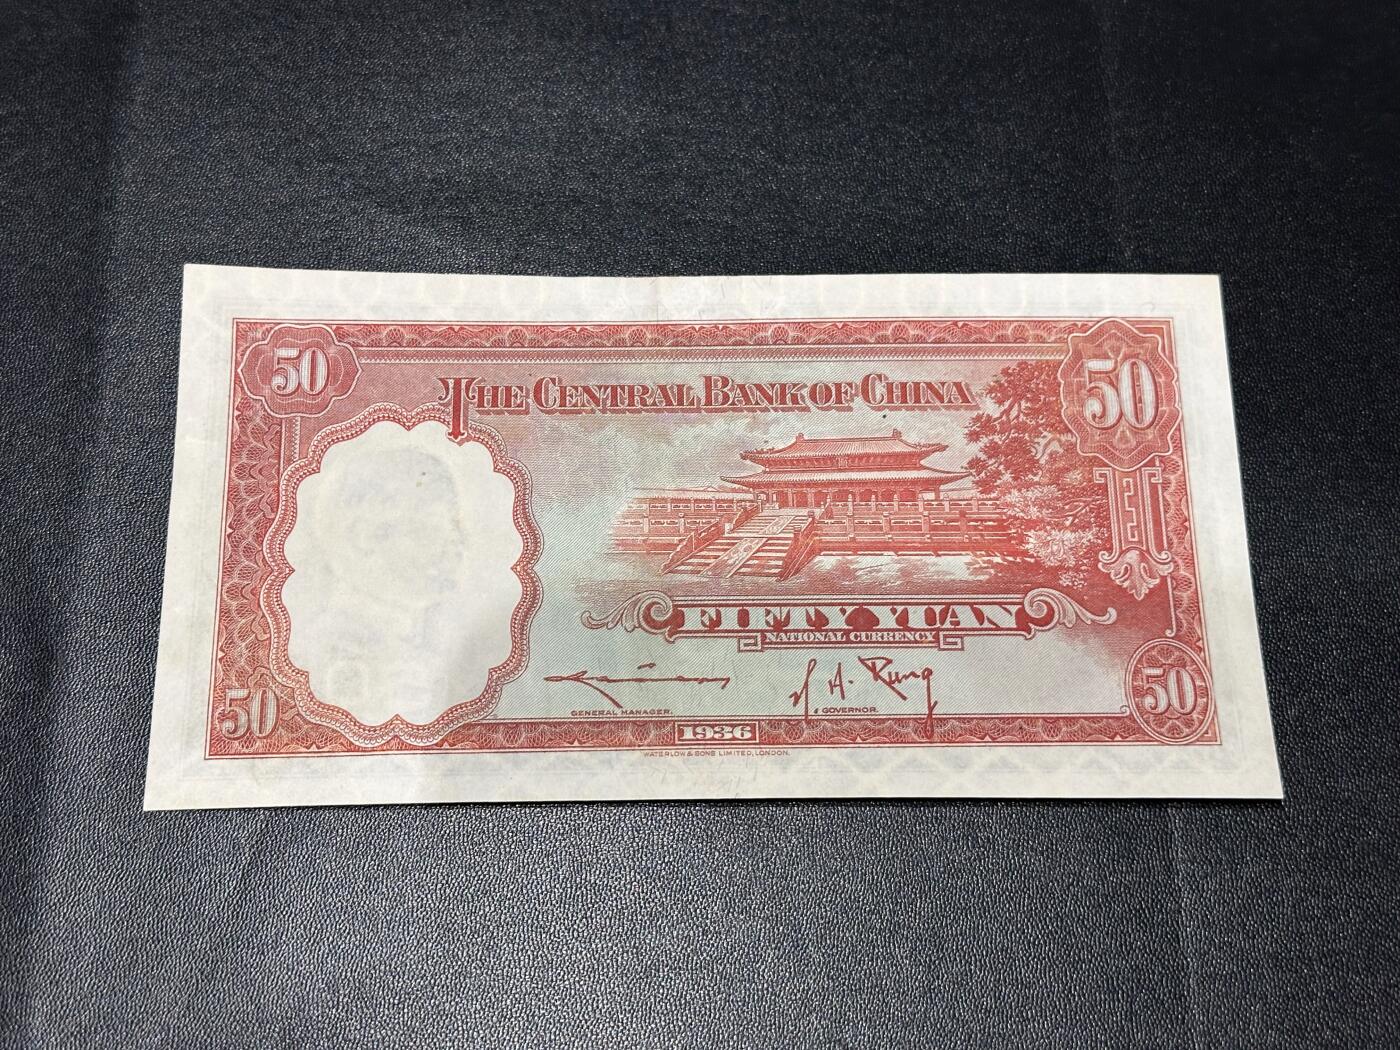 50
50
THE CENTRAL BANK OF CHINA
FIFTY YUAN
NATIONAL CURRENCY
H. H. Kung
GENERAL MANAGER.
GOVERNOR.
50
50
1936
WATERLOW & SONS LIMITED, LONDON.